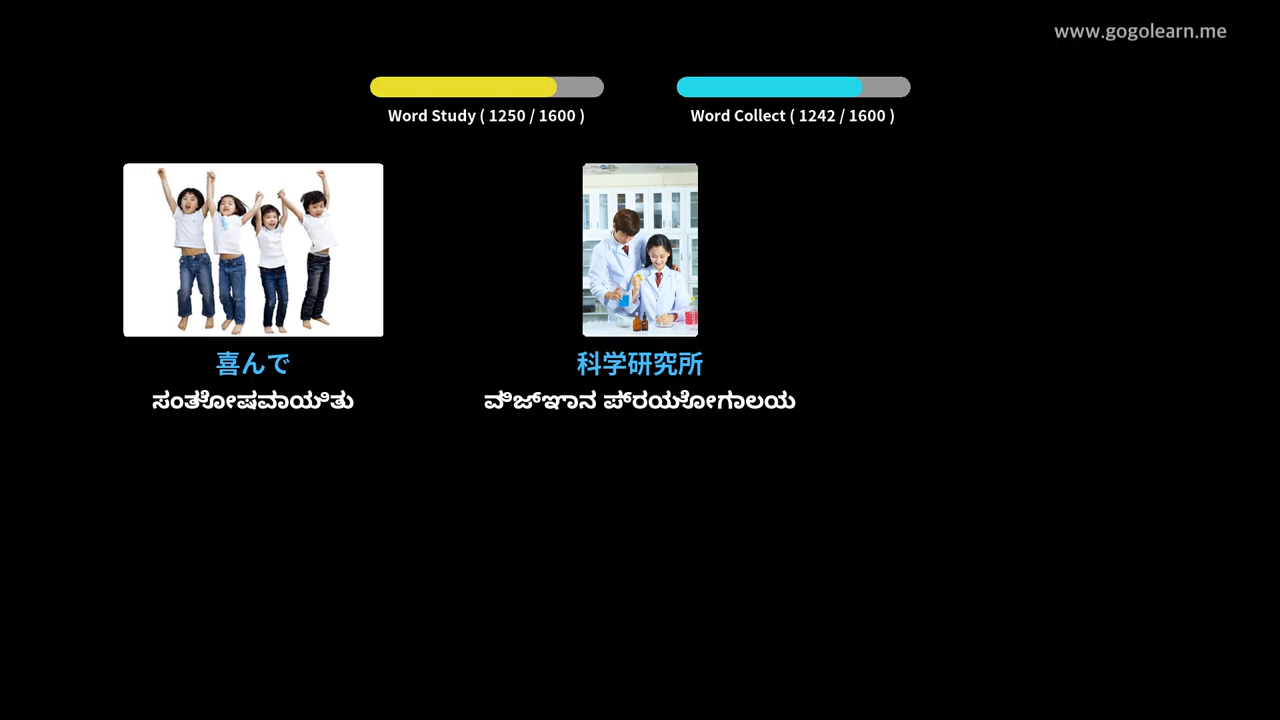 www.gogolearn.me
Word Study ( 1250 / 1600 )
Word Collect ( 1242 / 1600 )
喜んで
科学研究所
ಸಂತೋಷವಾಯಿತು
ವಿಜ್ಞಾನ ಪ್ರಯೋಗಾಲಯ